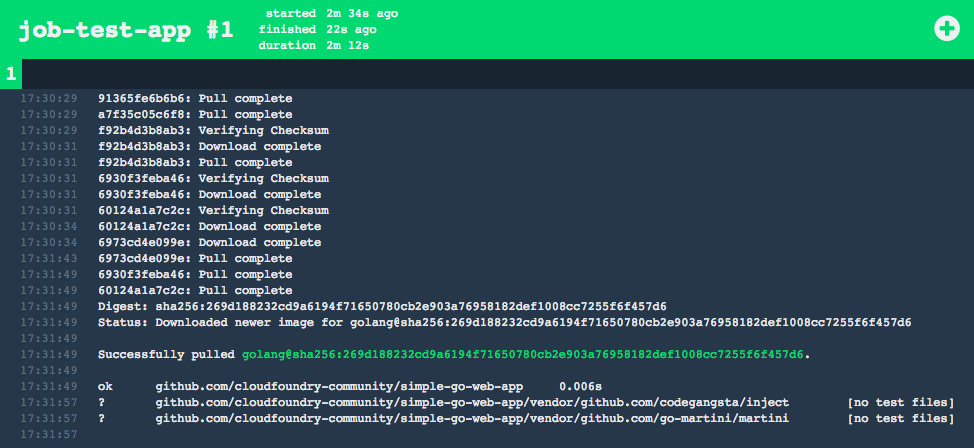 job-test-app #1
started 2m 34s ago
finished 22s ago
duration 2m 12s
1
17:30:29 91365fe6b6b6: Pull complete
17:30:29 a7f35c05c6f8: Pull complete
17:30:29 f92b4d3b8ab3: Verifying Checksum
17:30:31 f92b4d3b8ab3: Download complete
17:30:31 f92b4d3b8ab3: Pull complete
17:30:31 6930f3feba46: Verifying Checksum
17:30:31 6930f3feba46: Download complete
17:30:31 60124a1a7c2c: Verifying Checksum
17:30:34 60124a1a7c2c: Download complete
17:30:34 6973cd4e099e: Download complete
17:31:43 6973cd4e099e: Pull complete
17:31:49 6930f3feba46: Pull complete
17:31:49 60124a1a7c2c: Pull complete
17:31:49 Digest: sha256:269d188232cd9a6194f71650780cb2e903a76958182def1008cc7255f6f457d6
17:31:49 Status: Downloaded newer image for golang@sha256:269d188232cd9a6194f71650780cb2e903a76958182def1008cc7255f6f457d6
17:31:49
17:31:49 Successfully pulled golang@sha256:269d188232cd9a6194f71650780cb2e903a76958182def1008cc7255f6f457d6.
17:31:49
17:31:49 ok github.com/cloudfoundry-community/simple-go-web-app 0.006s
17:31:57 ? github.com/cloudfoundry-community/simple-go-web-app/vendor/github.com/codegangsta/inject [no test files]
17:31:57 ? github.com/cloudfoundry-community/simple-go-web-app/vendor/github.com/go-martini/martini [no test files]
17:31:57